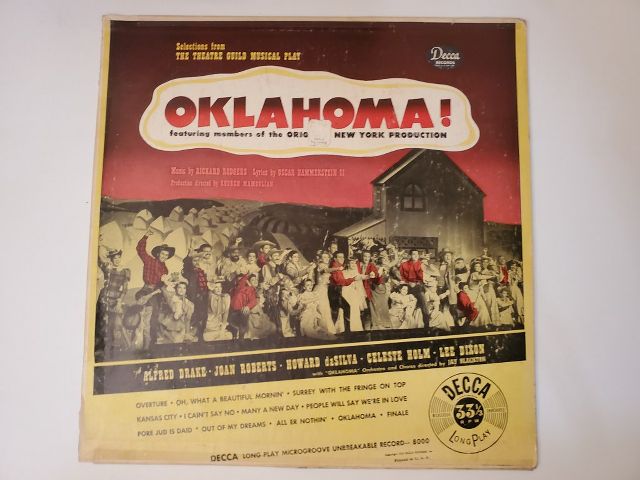 Selections from
THE THEATRE GUILD MUSICAL PLAY
Decca
RECORDS
OKLAHOMA!
featuring members of the ORIG NEW YORK PRODUCTION
Music by RICHARD RODGERS Lyrics by OSCAR HAMMERSTEIN II
Production directed by ROUBEN MAMOULIAN
ALFRED DRAKE · JOAN ROBERTS · HOWARD daSILVA · CELESTE HOLM · LEE DIXON
with "OKLAHOMA" Orchestra and Chorus directed by JAY BLACKTON
OVERTURE · OH, WHAT A BEAUTIFUL MORNIN' · SURREY WITH THE FRINGE ON TOP
KANSAS CITY · I CAIN'T SAY NO · MANY A NEW DAY · PEOPLE WILL SAY WE'RE IN LOVE
PORE JUD IS DAID · OUT OF MY DREAMS · ALL ER NOTHIN' · OKLAHOMA · FINALE
DECCA
33⅓
RPM
LONG PLAY
DECCA LONG-PLAY MICROGROOVE UNBREAKABLE RECORD— 8000